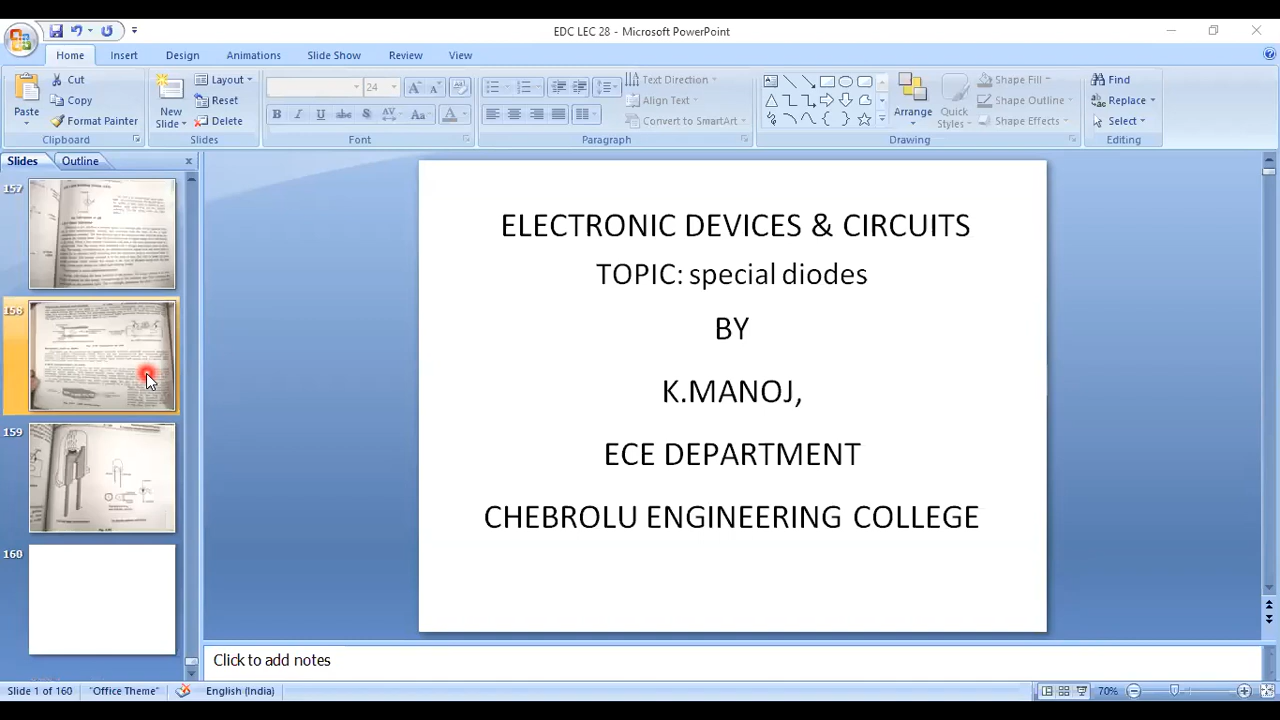 EDC LEC 28 - Microsoft PowerPoint
Home Insert Design Animations Slide Show Review View
Paste
Cut
Copy
Format Painter
Clipboard
New Slide
Layout
Reset
Delete
Slides
24
B I U abc S AV Aa A
Font
Paragraph
Text Direction
Align Text
Convert to SmartArt
Arrange
Quick Styles
Shape Fill
Shape Outline
Shape Effects
Drawing
Find
Replace
Select
Editing
Slides Outline
157
158
159
160
ELECTRONIC DEVICES & CIRCUITS
TOPIC: special diodes
BY
K.MANOJ,
ECE DEPARTMENT
CHEBROLU ENGINEERING COLLEGE
Click to add notes
Slide 1 of 160 "Office Theme" English (India) 70%